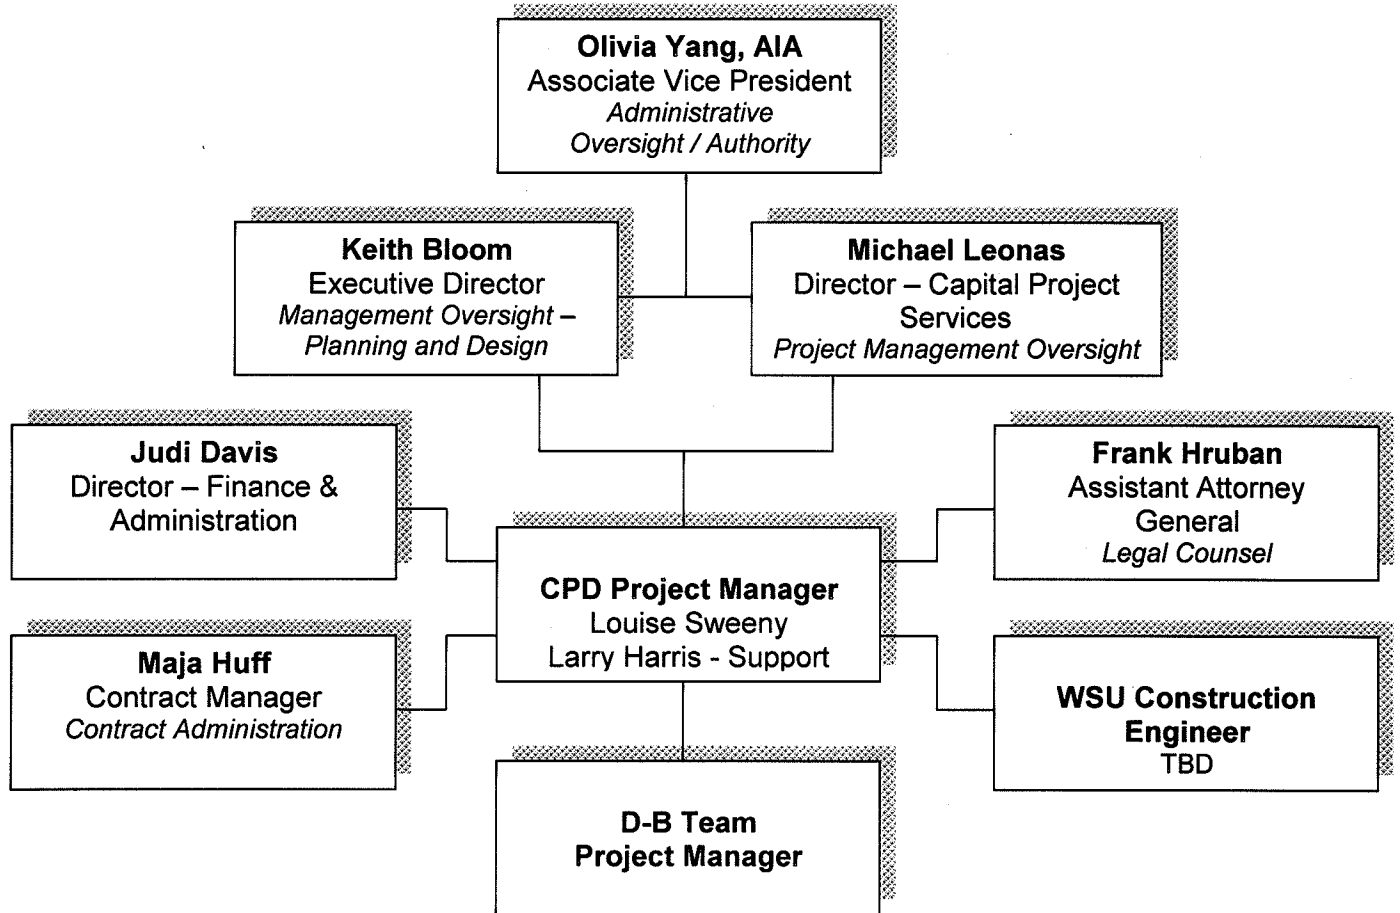 Olivia Yang, AIA
Associate Vice President
Administrative
Oversight / Authority
Keith Bloom
Executive Director
Management Oversight –
Planning and Design
Michael Leonas
Director – Capital Project
Services
Project Management Oversight
Judi Davis
Director – Finance &
Administration
Frank Hruban
Assistant Attorney
General
Legal Counsel
CPD Project Manager
Louise Sweeny
Larry Harris - Support
Maja Huff
Contract Manager
Contract Administration
WSU Construction
Engineer
TBD
D-B Team
Project Manager